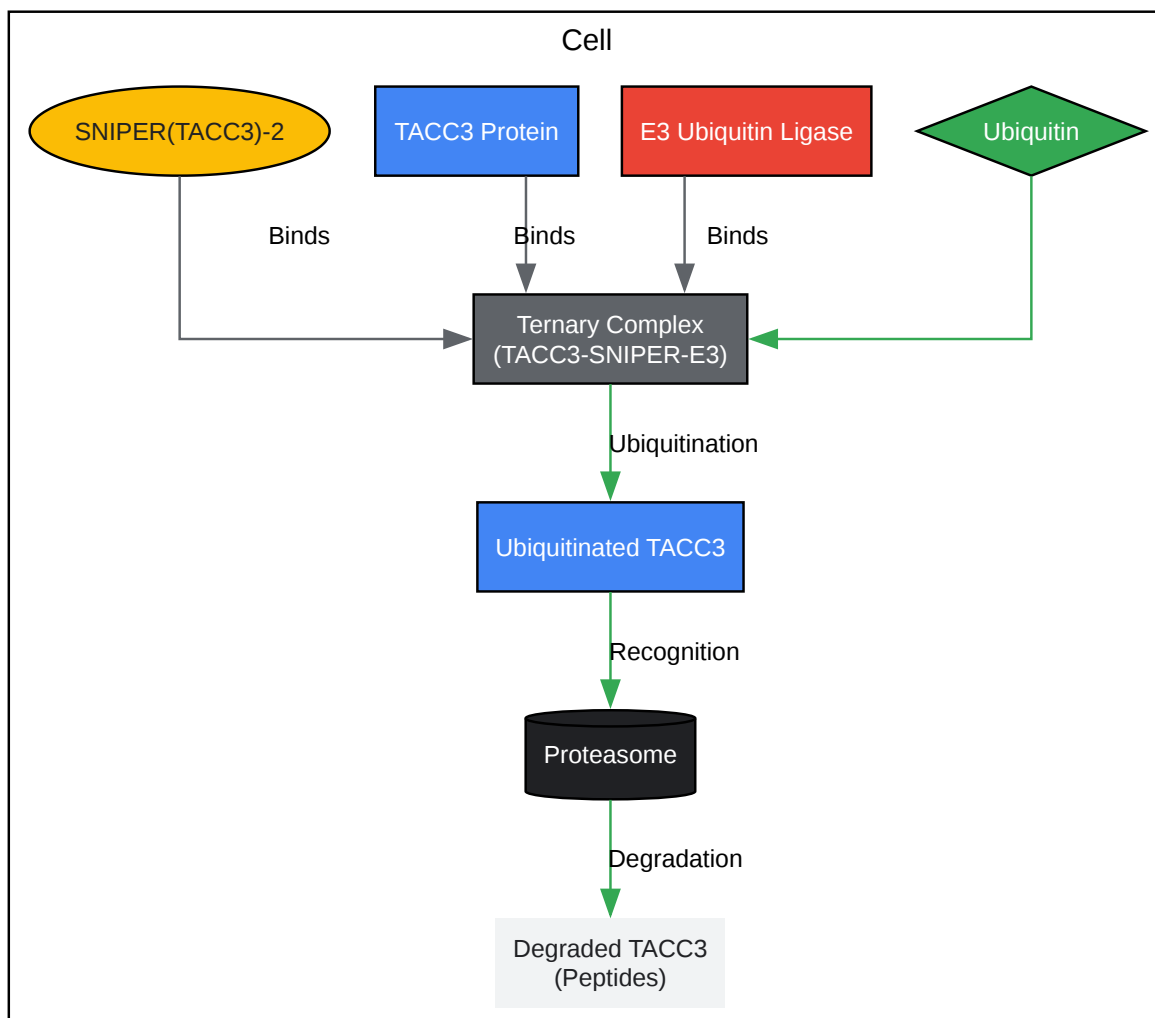 Cell
SNIPER(TACC3)-2
TACC3 Protein
E3 Ubiquitin Ligase
Ubiquitin
Binds
Binds
Binds
Ternary Complex
(TACC3-SNIPER-E3)
Ubiquitination
Ubiquitinated TACC3
Recognition
Proteasome
Degradation
Degraded TACC3
(Peptides)